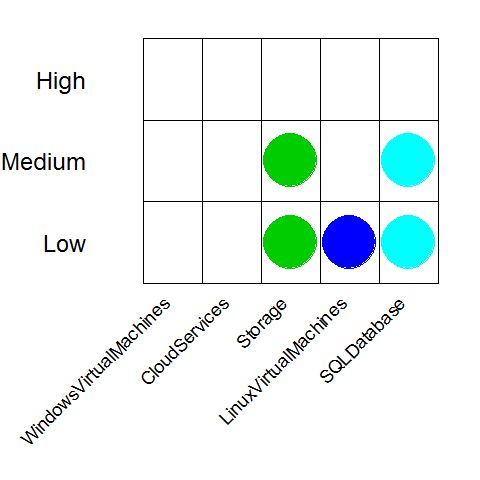 High
Medium
Low
WindowsVirtualMachines
CloudServices
Storage
LinuxVirtualMachines
SQLDatabase